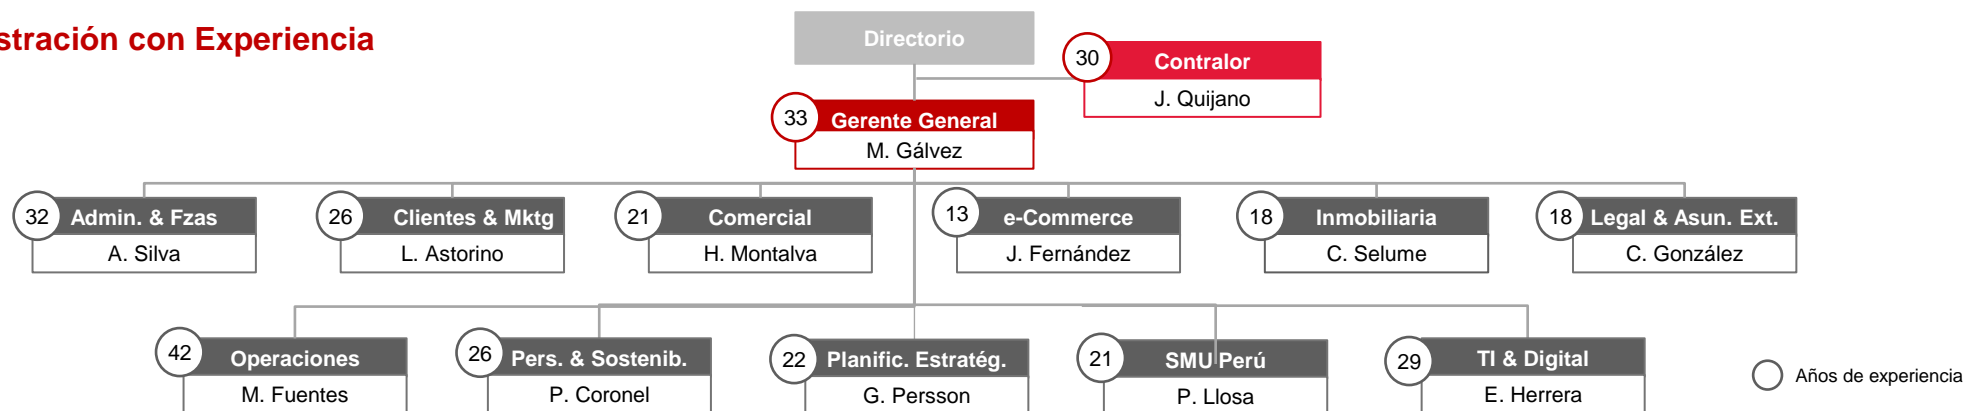 stración con Experiencia
Directorio
30
Contralor
J. Quijano
33
Gerente General
M. Gálvez
32
Admin. & Fzas
A. Silva
26
Clientes & Mktg
L. Astorino
21
Comercial
H. Montalva
13
e-Commerce
J. Fernández
18
Inmobiliaria
C. Selume
18
Legal & Asun. Ext.
C. González
42
Operaciones
M. Fuentes
26
Pers. & Sostenib.
P. Coronel
22
Planific. Estratég.
G. Persson
21
SMU Perú
P. Llosa
29
TI & Digital
E. Herrera
Años de experiencia